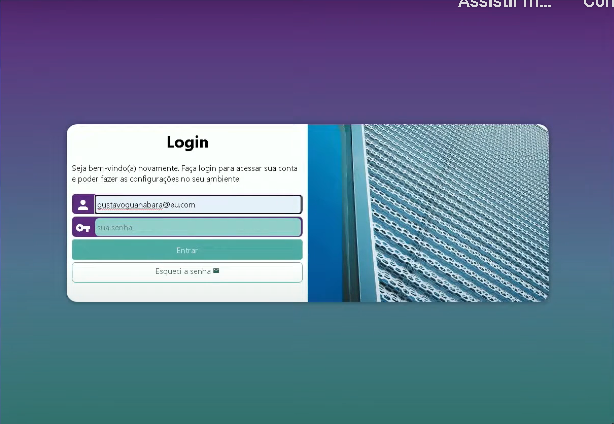 Assistir m...
Login
Seja bem-vindo(a) novamente. Faça login para acessar sua conta
e poder fazer as configurações no seu ambiente
gustavoguanabara@eu.com
sua senha
Entrar
Esqueci a senha